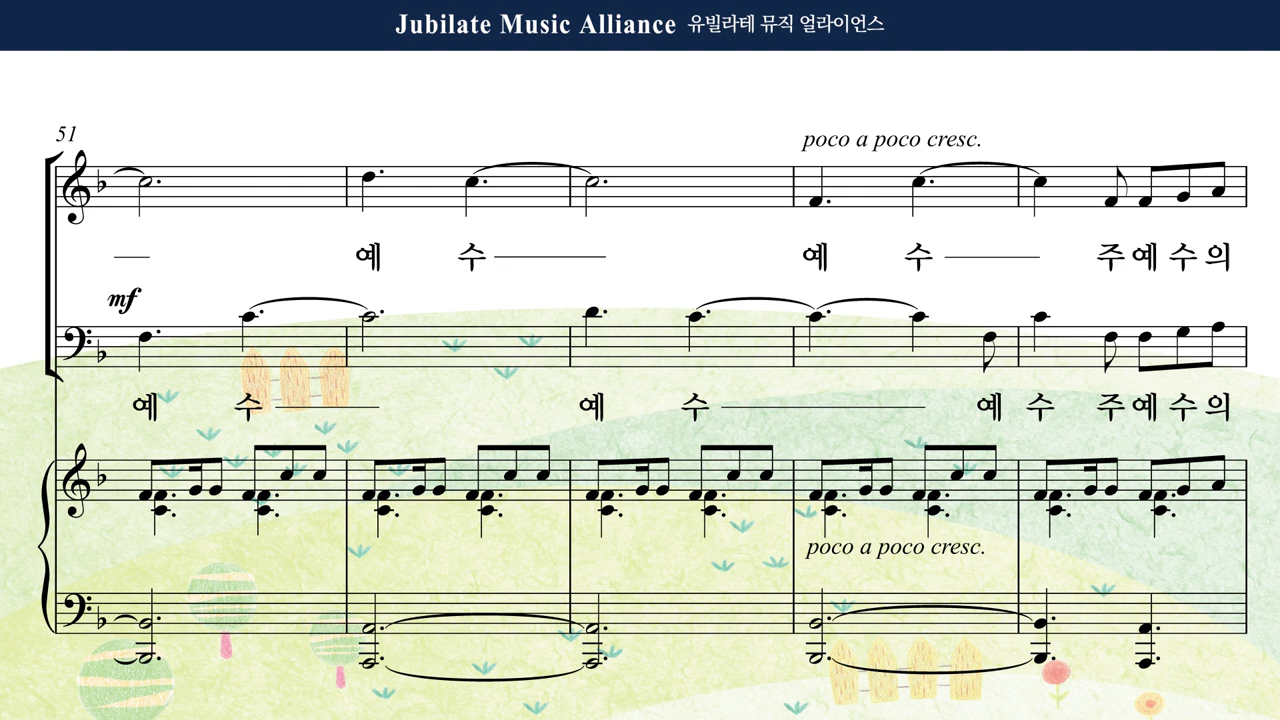 Jubilate Music Alliance 유빌라테 뮤직 얼라이언스
51
poco a poco cresc.
예 수 예 수 주 예 수 의
mf
예 수 예 수 예 수 주 예 수 의
poco a poco cresc.